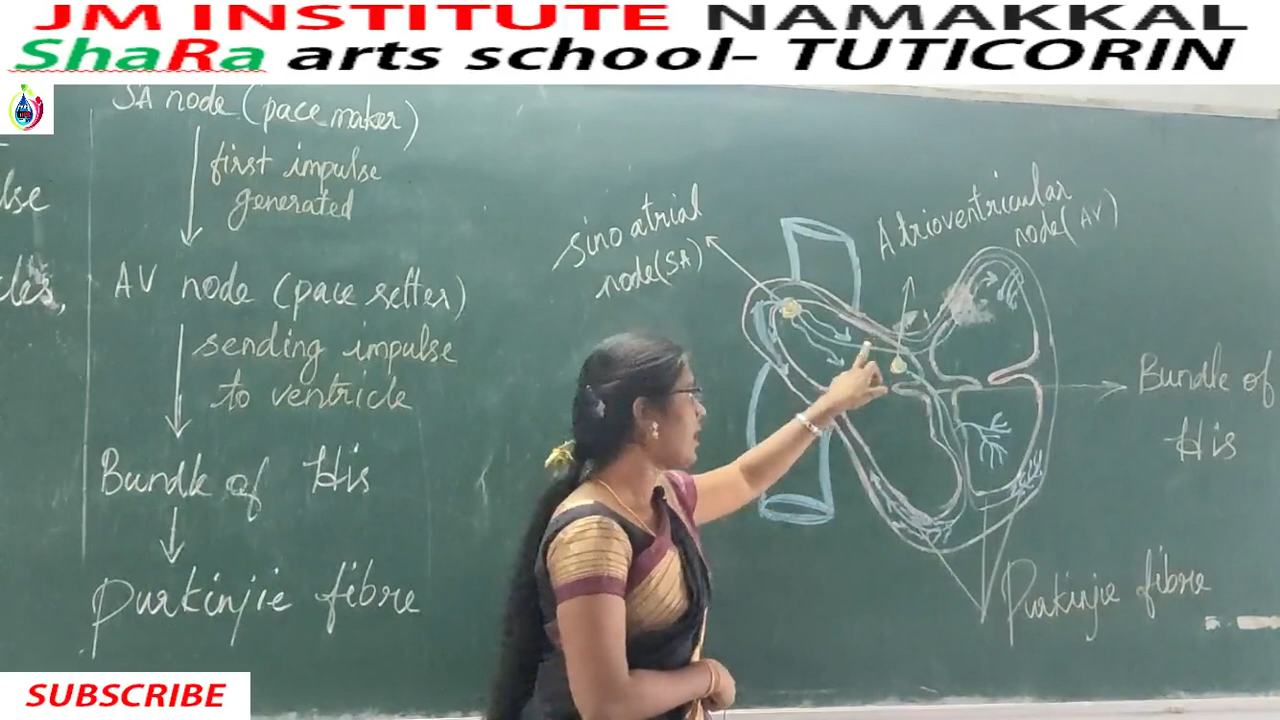 JM INSTITUTE NAMAKKAL
ShaRa arts school- TUTICORIN
SA node (pace maker)
first impulse
generated
AV node (pace setter)
sending impulse
to ventricle
Bundle of His
Purkinjie fibre
Sino atrial
node (SA)
Atrioventricular
node (AV)
Bundle of
His
Purkinjie fibre
SUBSCRIBE